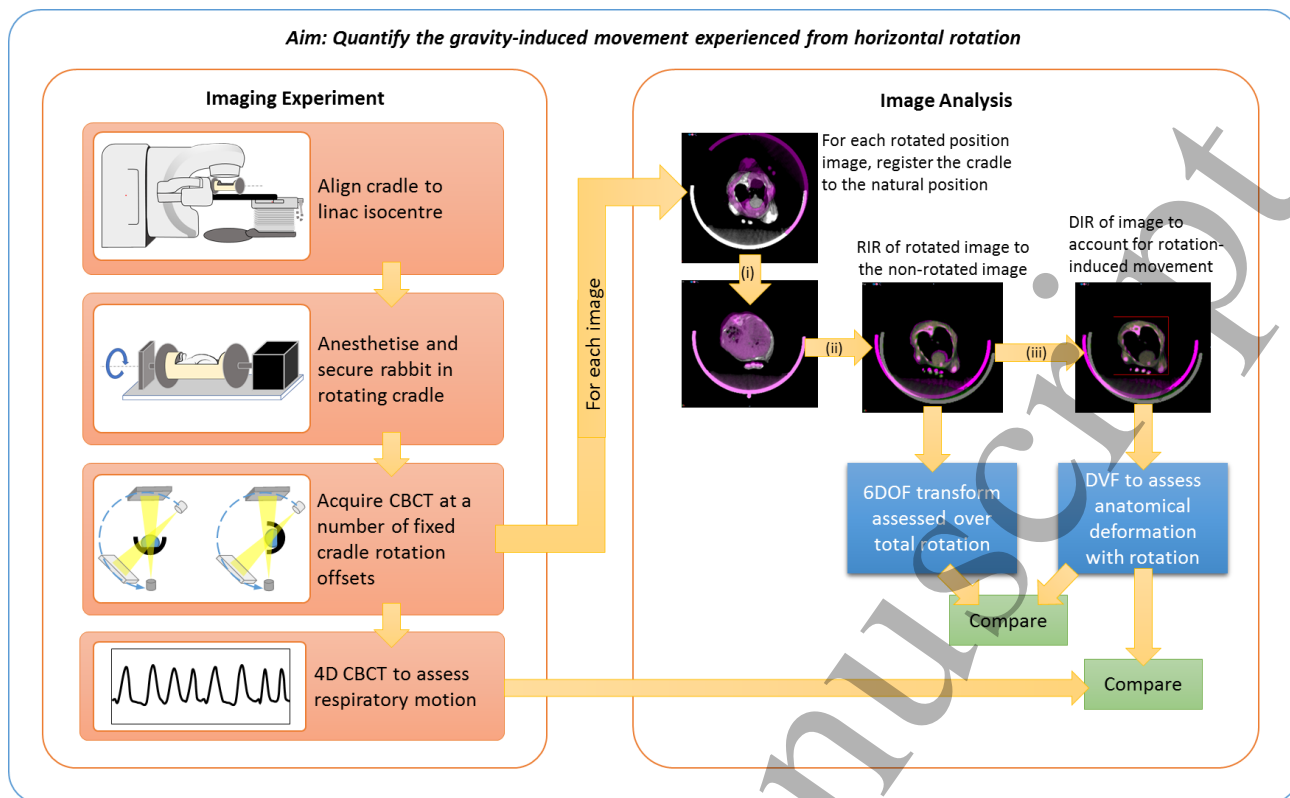 Aim: Quantify the gravity-induced movement experienced from horizontal rotation
Imaging Experiment
Align cradle to
linac isocentre
Anesthetise and
secure rabbit in
rotating cradle
Acquire CBCT at a
number of fixed
cradle rotation
offsets
4D CBCT to assess
respiratory motion
For each image
Image Analysis
For each rotated position
image, register the cradle
to the natural position
(i)
RIR of rotated image to
the non-rotated image
(ii)
DIR of image to
account for rotation-
induced movement
(iii)
6DOF transform
assessed over
total rotation
DVF to assess
anatomical
deformation
with rotation
Compare
Compare
nuscript